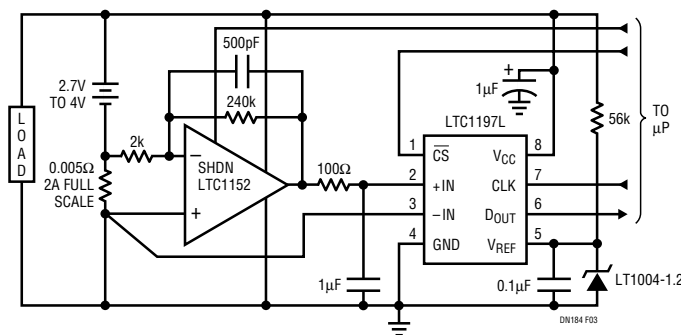 500pF
2.7V
TO 4V
240k
1µF
+
LTC1197L
56k
TO
µP
LOAD
2k
0.005Ω
2A FULL
SCALE
–
SHDN
LTC1152
+
100Ω
1
CS
VCC
8
2
+IN
CLK
7
3
–IN
DOUT
6
4
GND
VREF
5
1µF
0.1µF
LT1004-1.2
DN184 F03